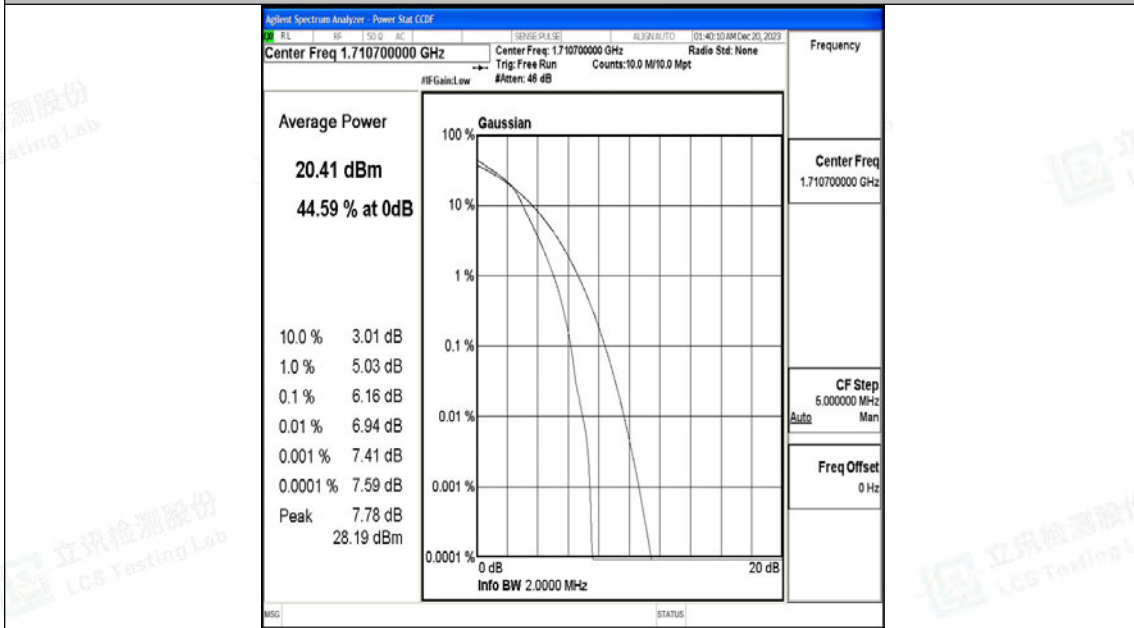 Agilent Spectrum Analyzer - Power Stat CCDF
RL RF 50 Ω AC SENSE:PULSE ALIGNAUTO 01:40:10 AM Dec 20, 2023
Center Freq 1.710700000 GHz
Center Freq: 1.710700000 GHz
Radio Std: None
Trig: Free Run
Counts:10.0 M/10.0 Mpt
#IFGain:Low
#Atten: 46 dB
Frequency
Average Power
20.41 dBm
44.59 % at 0dB
10.0 % 3.01 dB
1.0 % 5.03 dB
0.1 % 6.16 dB
0.01 % 6.94 dB
0.001 % 7.41 dB
0.0001 % 7.59 dB
Peak 7.78 dB
28.19 dBm
Gaussian
100 %
10 %
1 %
0.1 %
0.01 %
0.001 %
0.0001 %
0 dB
20 dB
Info BW 2.0000 MHz
Center Freq
1.710700000 GHz
CF Step
5.000000 MHz
Auto Man
Freq Offset
0 Hz
MSG
STATUS
测股份
sting Lab
立讯检测股份
LCS Testing Lab
立讯检测股份
LCS Testing L